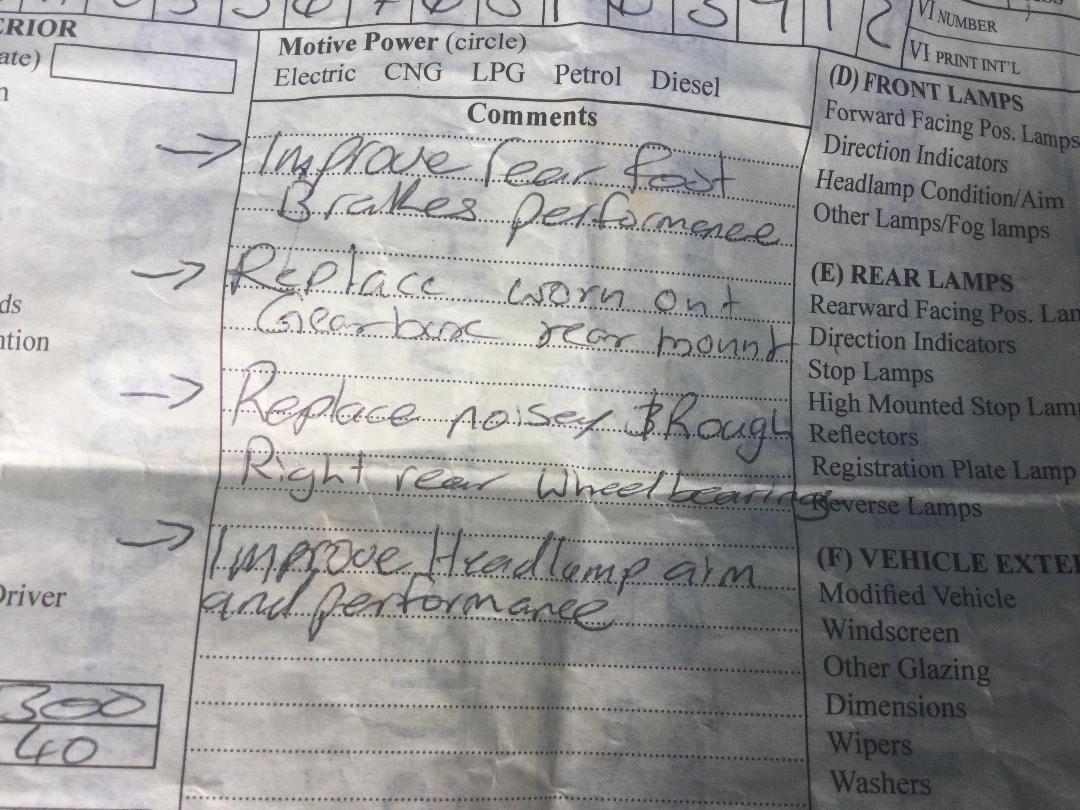 ERIOR
ate)
ds
ntion
Driver
300
40
Motive Power (circle)
Electric CNG LPG Petrol Diesel
Comments
→ Improve rear foot
Brakes performence
→ Replace worn out
Gearbox rear mount
→ Replace noisey & Rough
Right rear wheelbearings
→ Improve Headlamp aim
and performance
VI NUMBER
VI PRINT INT'L
(D) FRONT LAMPS
Forward Facing Pos. Lamps
Direction Indicators
Headlamp Condition/Aim
Other Lamps/Fog lamps
(E) REAR LAMPS
Rearward Facing Pos. Lam
Direction Indicators
Stop Lamps
High Mounted Stop Lam
Reflectors
Registration Plate Lamp
Reverse Lamps
(F) VEHICLE EXTE
Modified Vehicle
Windscreen
Other Glazing
Dimensions
Wipers
Washers